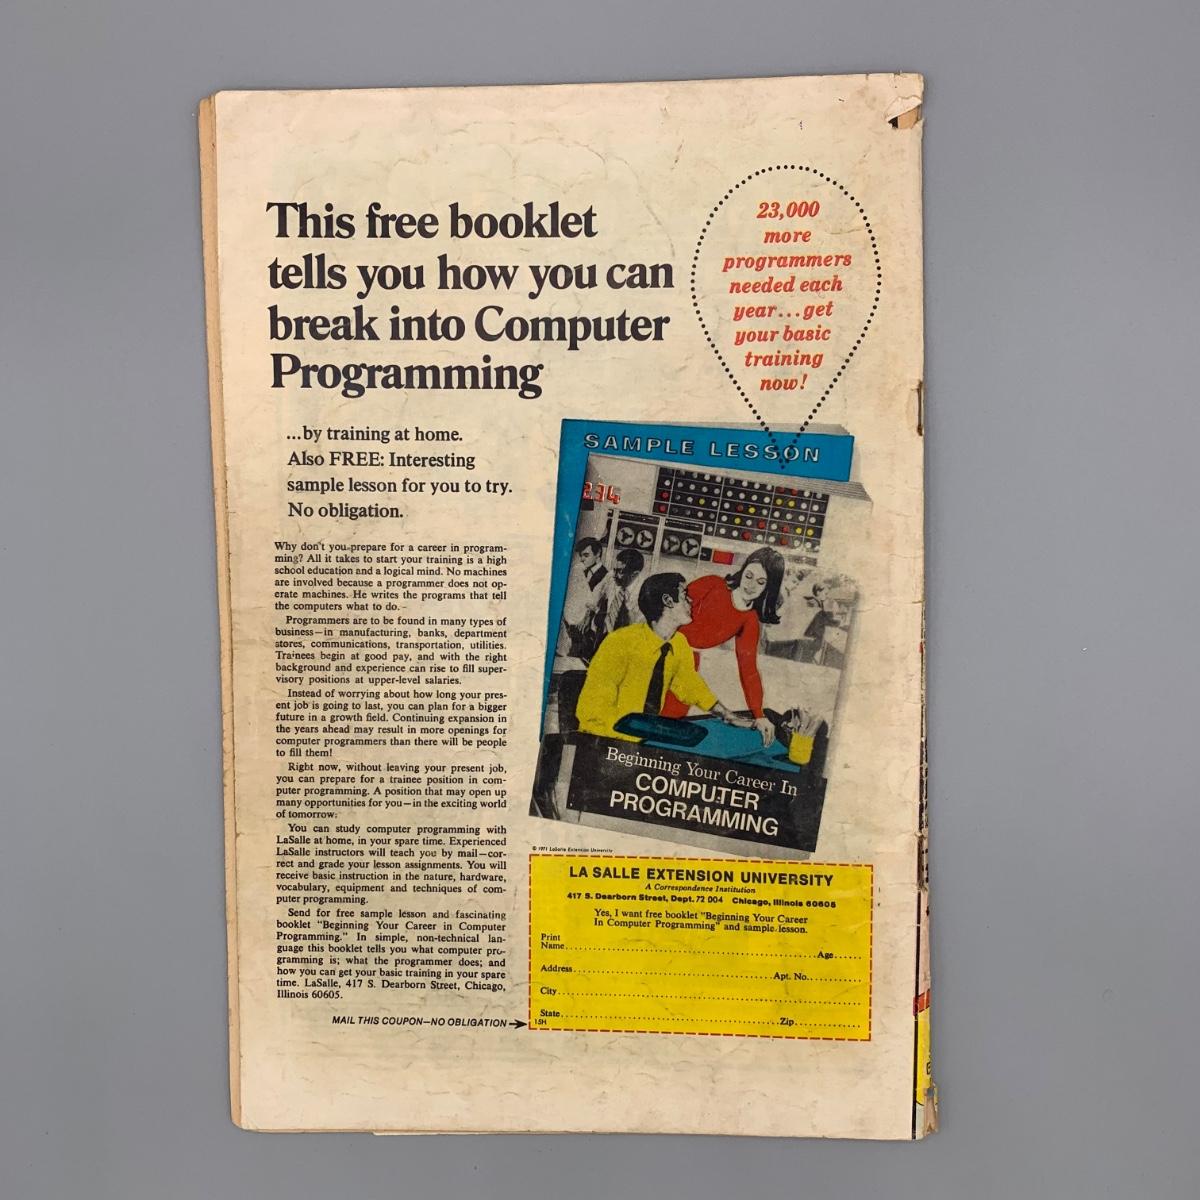 This free booklet
tells you how you can
break into Computer
Programming
23,000
more
programmers
needed each
year...get
your basic
training
now!
...by training at home.
Also FREE: Interesting
sample lesson for you to try.
No obligation.
Why don't you prepare for a career in program-
ming? All it takes to start your training is a high
school education and a logical mind. No machines
are involved because a programmer does not op-
erate machines. He writes the programs that tell
the computers what to do.
Programmers are to be found in many types of
business—in manufacturing, banks, department
stores, communications, transportation, utilities.
Trainees begin at good pay, and with the right
background and experience can rise to fill super-
visory positions at upper-level salaries.
Instead of worrying about how long your pres-
ent job is going to last, you can plan for a bigger
future in a growth field. Continuing expansion in
the years ahead may result in more openings for
computer programmers than there will be people
to fill them!
Right now, without leaving your present job,
you can prepare for a trainee position in com-
puter programming. A position that may open up
many opportunities for you—in the exciting world
of tomorrow.
You can study computer programming with
LaSalle at home, in your spare time. Experienced
LaSalle instructors will teach you by mail—cor-
rect and grade your lesson assignments. You will
receive basic instruction in the nature, hardware,
vocabulary, equipment and techniques of com-
puter programming.
Send for free sample lesson and fascinating
booklet "Beginning Your Career in Computer
Programming." In simple, non-technical lan-
guage this booklet tells you what computer pro-
gramming is; what the programmer does; and
how you can get your basic training in your spare
time. LaSalle, 417 S. Dearborn Street, Chicago,
Illinois 60605.
MAIL THIS COUPON—NO OBLIGATION
SAMPLE LESSON
234
Beginning Your Career In
COMPUTER
PROGRAMMING
© 1971 LaSalle Extension University
LA SALLE EXTENSION UNIVERSITY
A Correspondence Institution
417 S. Dearborn Street, Dept. 72 004 Chicago, Illinois 60605
Yes, I want free booklet "Beginning Your Career
In Computer Programming" and sample lesson.
Print
Name..........Age......
Address..........Apt. No..........
City..........
State..........Zip..........
15H